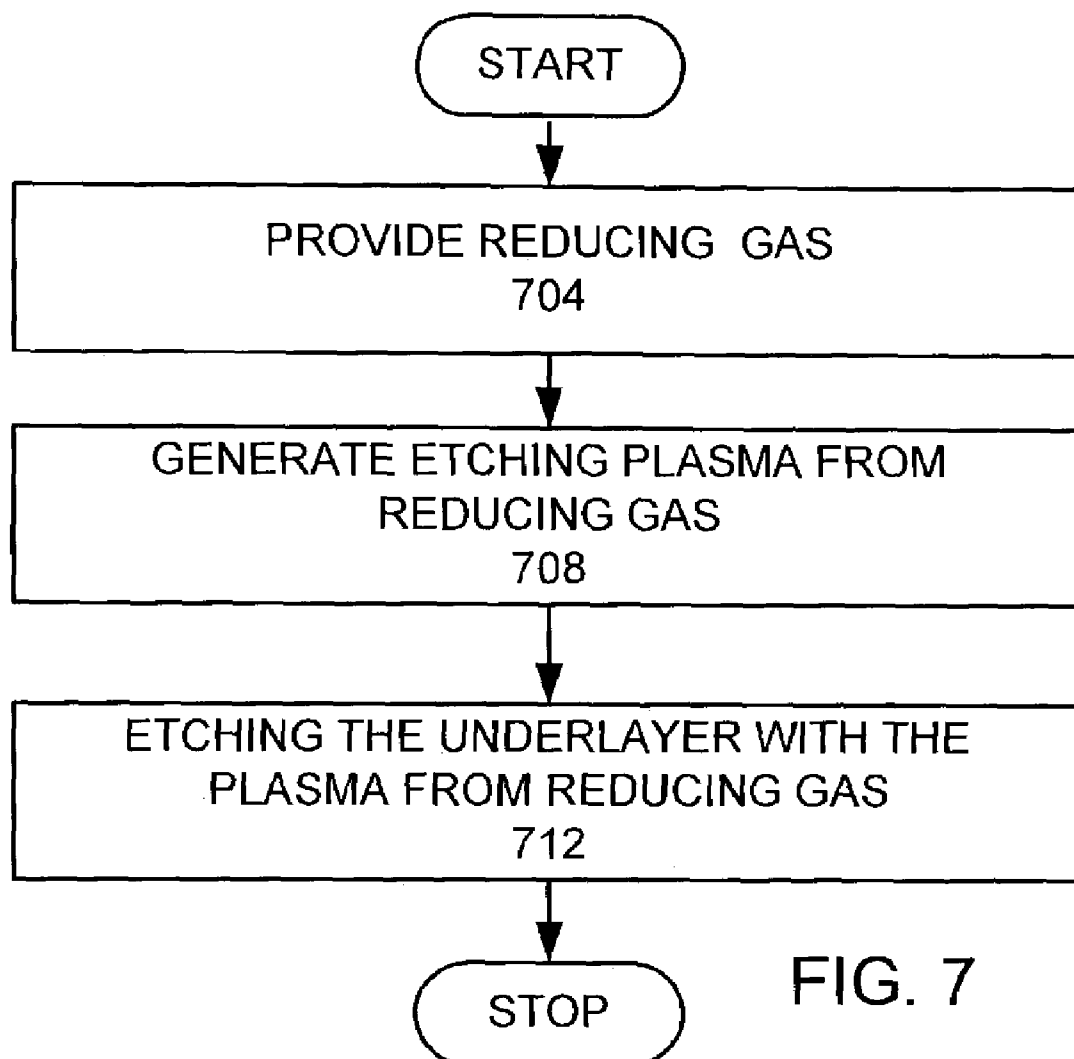 START
PROVIDE REDUCING GAS
704
GENERATE ETCHING PLASMA FROM
REDUCING GAS
708
ETCHING THE UNDERLAYER WITH THE
PLASMA FROM REDUCING GAS
712
STOP
FIG. 7